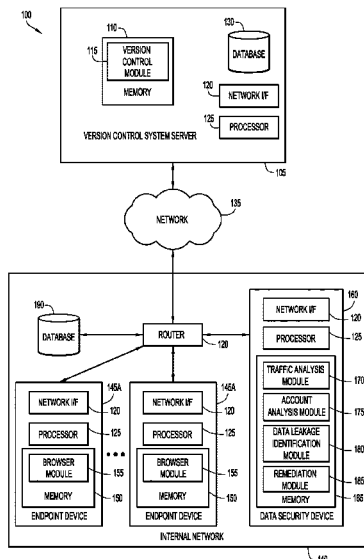 100
110
115
VERSION
CONTROL
MODULE
MEMORY
130
DATABASE
120
NETWORK I/F
125
PROCESSOR
VERSION CONTROL SYSTEM SERVER
105
NETWORK
135
190
DATABASE
ROUTER
120
160
NETWORK I/F
120
PROCESSOR
125
TRAFFIC ANALYSIS
MODULE
170
ACCOUNT
ANALYSIS MODULE
175
DATA LEAKAGE
IDENTIFICATION
MODULE
180
REMEDIATION
MODULE
185
MEMORY
165
DATA SECURITY DEVICE
145A
NETWORK I/F
120
PROCESSOR
125
BROWSER
MODULE
155
MEMORY
150
ENDPOINT DEVICE
145A
NETWORK I/F
120
PROCESSOR
125
BROWSER
MODULE
155
MEMORY
150
ENDPOINT DEVICE
INTERNAL NETWORK
140